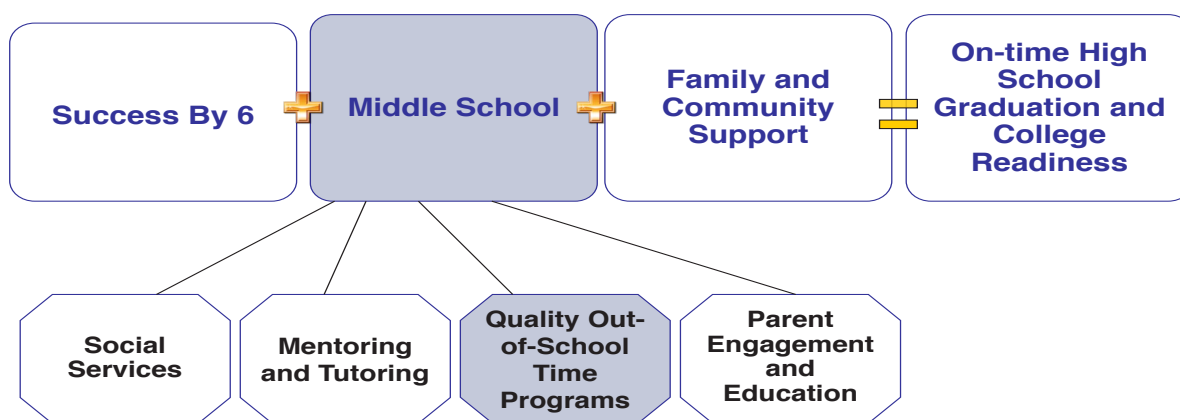 Success By 6
Middle School
Family and
Community
Support
On-time High
School
Graduation and
College
Readiness
Social
Services
Mentoring
and Tutoring
Quality Out-
of-School
Time
Programs
Parent
Engagement
and
Education